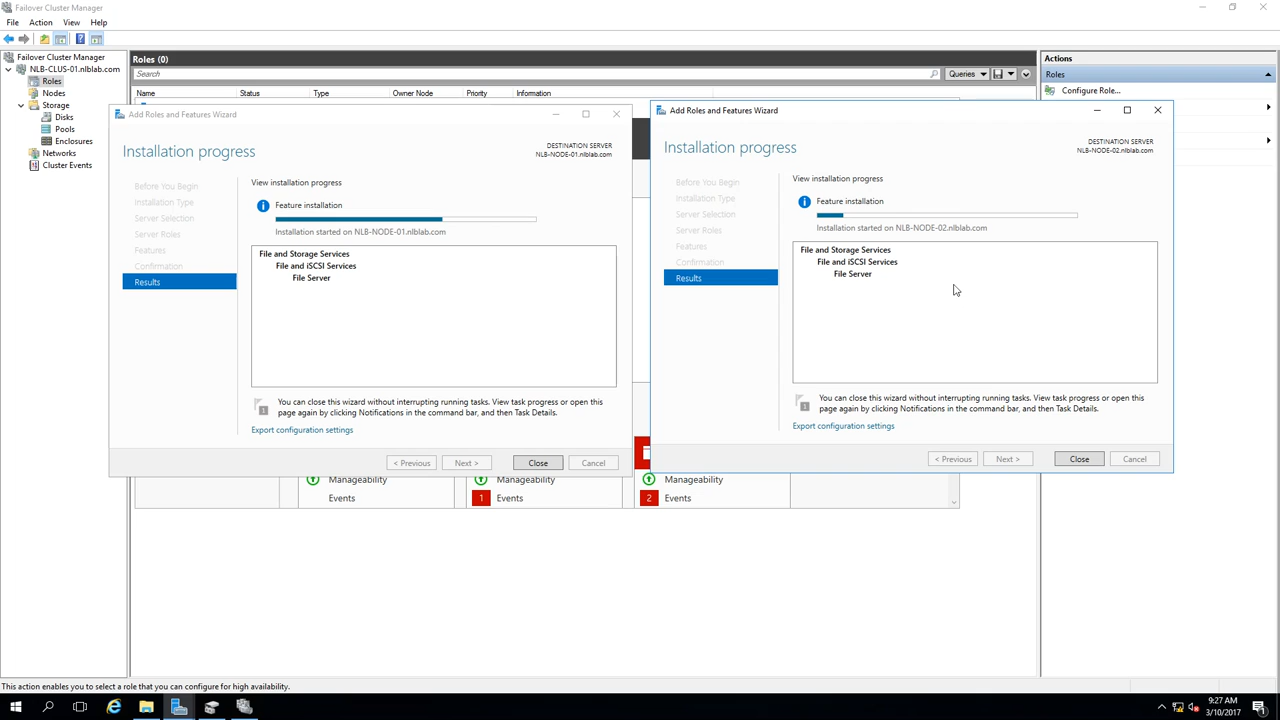 Failover Cluster Manager
File Action View Help
Failover Cluster Manager
NLB-CLUS-01.nlblab.com
Roles
Nodes
Storage
Disks
Pools
Enclosures
Networks
Cluster Events
Roles (0)
Search
Queries
Name Status Type Owner Node Priority Information
Actions
Roles
Configure Role...
Add Roles and Features Wizard
Installation progress
DESTINATION SERVER
NLB-NODE-01.nlblab.com
Before You Begin
Installation Type
Server Selection
Server Roles
Features
Confirmation
Results
View installation progress
Feature installation
Installation started on NLB-NODE-01.nlblab.com
File and Storage Services
File and iSCSI Services
File Server
You can close this wizard without interrupting running tasks. View task progress or open this
page again by clicking Notifications in the command bar, and then Task Details.
Export configuration settings
< Previous Next > Close Cancel
Add Roles and Features Wizard
Installation progress
DESTINATION SERVER
NLB-NODE-02.nlblab.com
Before You Begin
Installation Type
Server Selection
Server Roles
Features
Confirmation
Results
View installation progress
Feature installation
Installation started on NLB-NODE-02.nlblab.com
File and Storage Services
File and iSCSI Services
File Server
You can close this wizard without interrupting running tasks. View task progress or open this
page again by clicking Notifications in the command bar, and then Task Details.
Export configuration settings
< Previous Next > Close Cancel
Manageability Manageability Manageability
Events 1 Events 2 Events
This action enables you to select a role that you can configure for high availability.
9:27 AM
3/10/2017